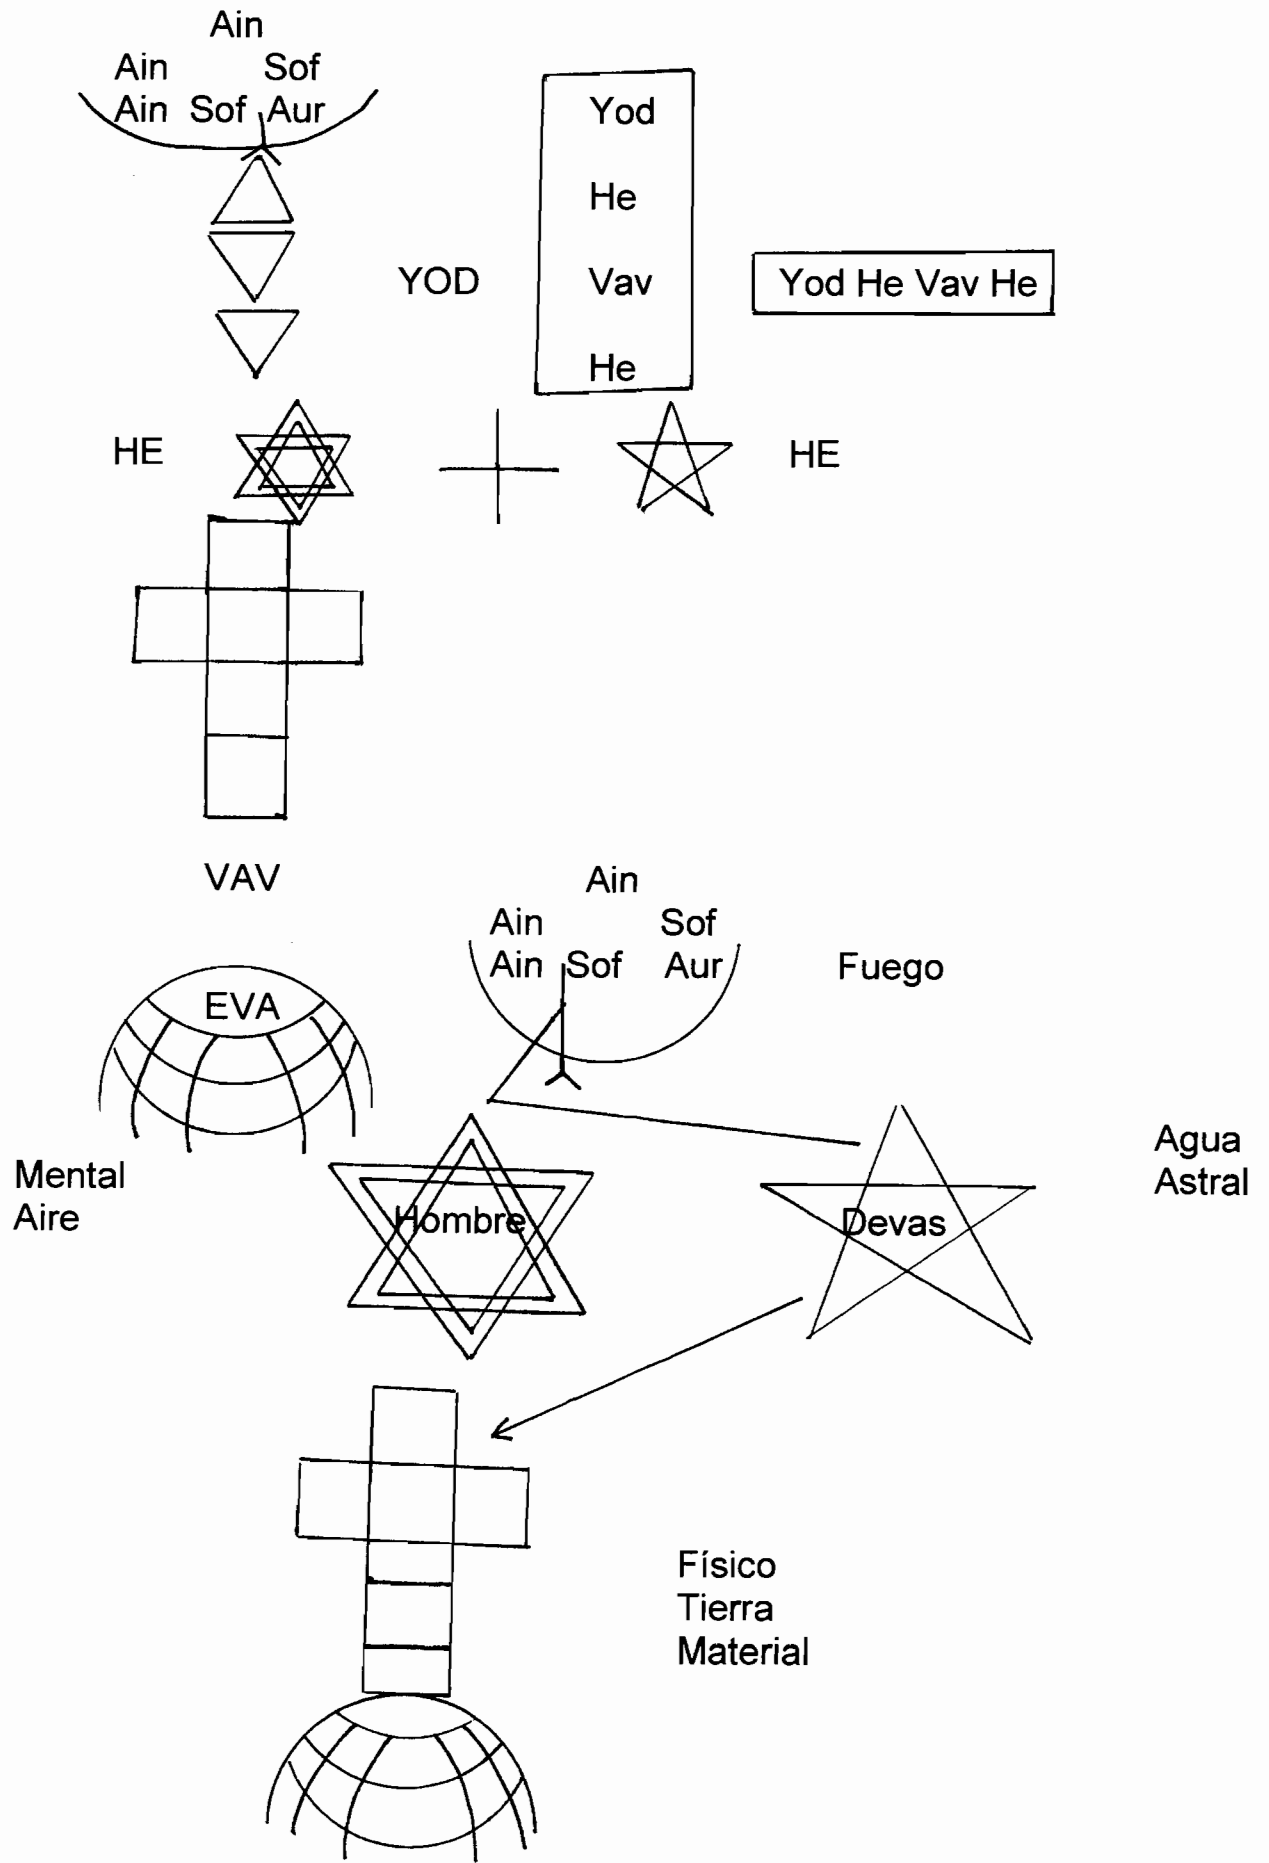 Ain
Ain Sof
Ain Sof Aur
Yod
He
Vav
He
YOD
Yod He Vav He
HE
HE
VAV
Ain
Ain Sof
Ain Sof Aur
Fuego
EVA
Mental
Aire
Agua
Astral
Hombre
Devas
Físico
Tierra
Material